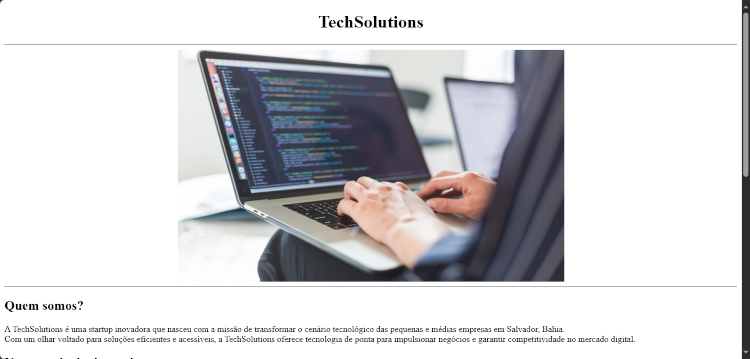 TechSolutions
Quem somos?
A TechSolutions é uma startup inovadora que nasceu com a missão de transformar o cenário tecnológico das pequenas e médias empresas em Salvador, Bahia.
Com um olhar voltado para soluções eficientes e acessíveis, a TechSolutions oferece tecnologia de ponta para impulsionar negócios e garantir competitividade no mercado digital.